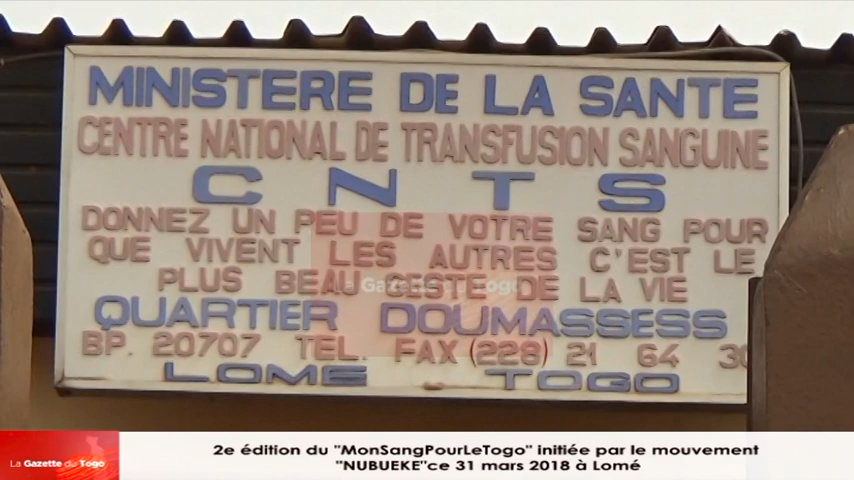 MINISTERE DE LA SANTE
CENTRE NATIONAL DE TRANSFUSION SANGUINE
CNTS
DONNEZ UN PEU DE VOTRE SANG POUR
QUE VIVENT LES AUTRES C'EST LE
PLUS BEAU GESTE DE LA VIE
La Gazette du Togo
QUARTIER DOUMASSESS
BP. 20707 TEL. FAX (228) 21 64
LOME TOGO
La Gazette du Togo
2e édition du "MonSangPourLeTogo" initiée par le mouvement
"NUBUEKE"ce 31 mars 2018 à Lomé